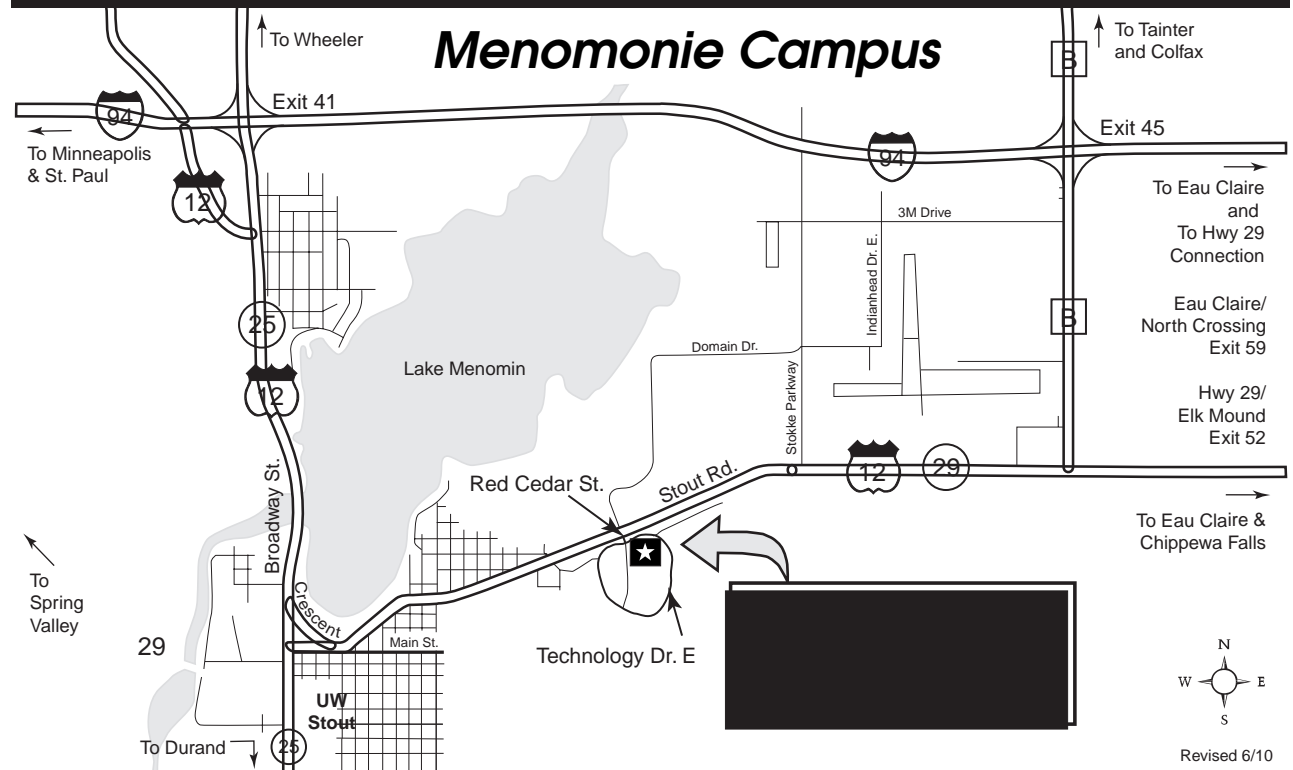 Menomonie Campus
To Wheeler
To Tainter
and Colfax
B
Exit 41
94
To Minneapolis
& St. Paul
12
Exit 45
94
To Eau Claire
and
To Hwy 29
Connection
3M Drive
Indianhead Dr. E.
25
B
Eau Claire/
North Crossing
Exit 59
Domain Dr.
Lake Menomin
12
Stokke Parkway
Hwy 29/
Elk Mound
Exit 52
Broadway St.
Red Cedar St.
Stout Rd.
12
29
To Eau Claire &
Chippewa Falls
To
Spring
Valley
Crescent
29
Main St.
Technology Dr. E
UW
Stout
N
W
E
S
To Durand
25
Revised 6/10